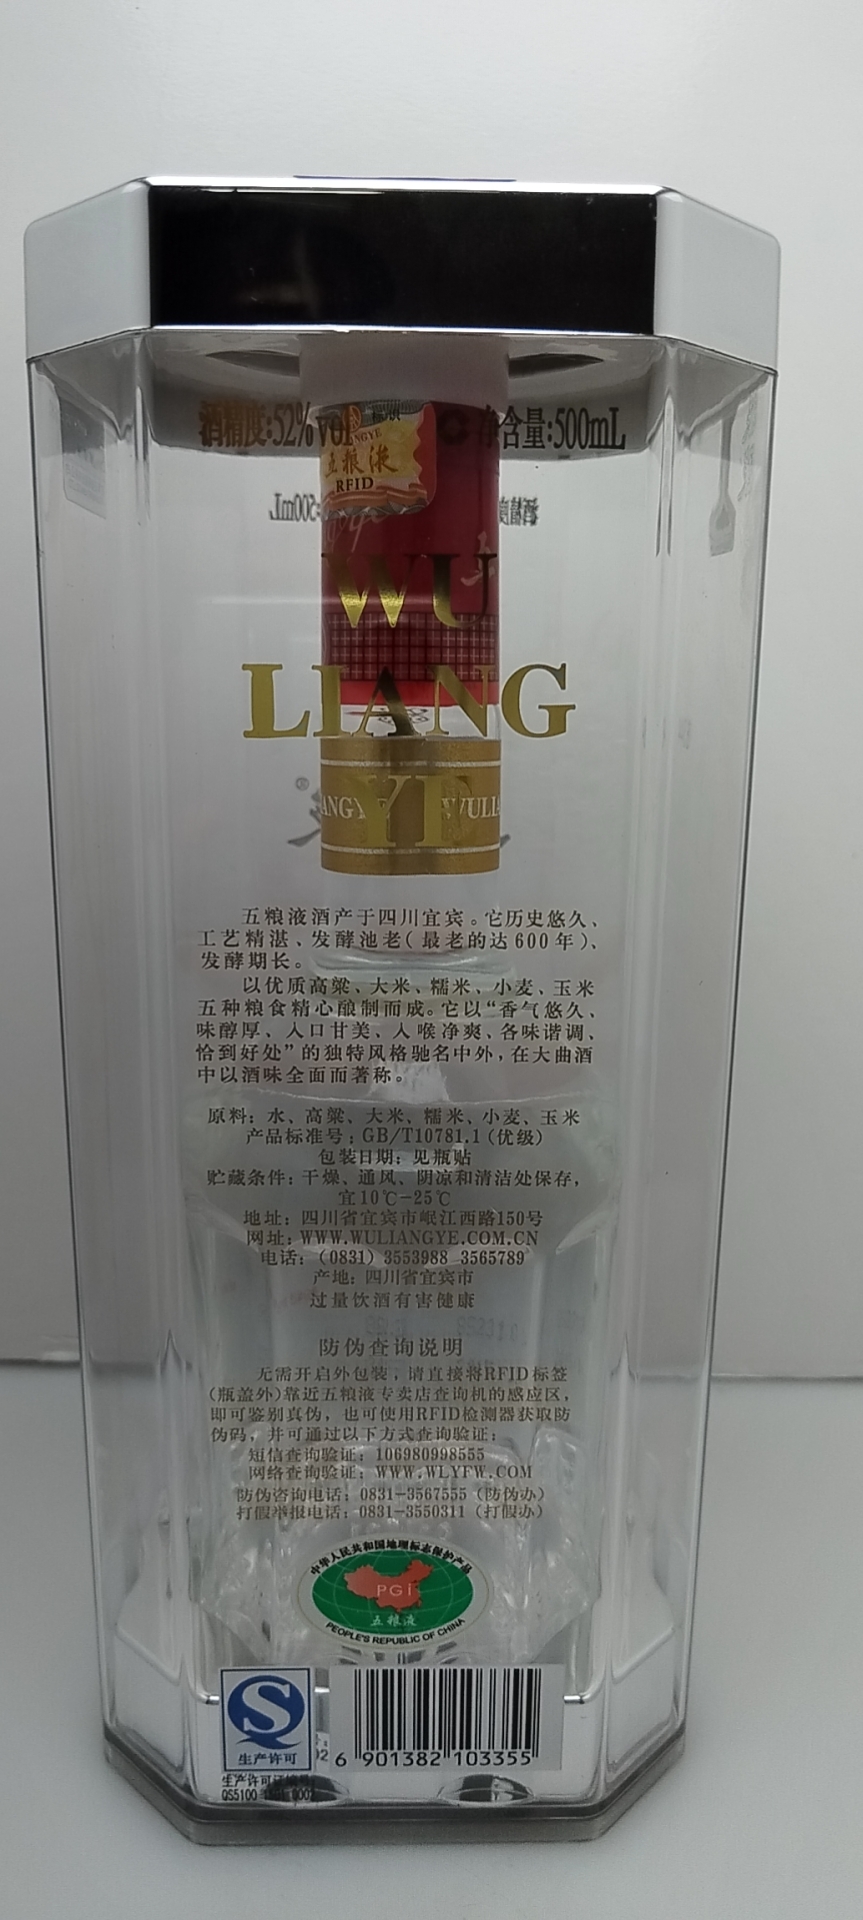 酒精度:52%vol
净含量:500mL
五粮液
RFID
WU
LIANG
YE
五粮液酒产于四川宜宾。它历史悠久、
工艺精湛、发酵池老(最老的达600年)、
发酵期长。
以优质高粱、大米、糯米、小麦、玉米
五种粮食精心酿制而成。它以“香气悠久、
味醇厚、入口甘美、入喉净爽、各味谐调、
恰到好处”的独特风格驰名中外,在大曲酒
中以酒味全面而著称。
原料: 水、高粱、大米、糯米、小麦、玉米
产品标准号: GB/T10781.1(优级)
包装日期: 见瓶贴
贮藏条件: 干燥、通风、阴凉和清洁处保存,
宜10℃-25℃
地址: 四川省宜宾市岷江西路150号
网址: WWW.WULIANGYE.COM.CN
电话: (0831) 3553988 3565789
产地: 四川省宜宾市
过量饮酒有害健康
防伪查询说明
无需开启外包装,请直接将RFID标签
(瓶盖外)靠近五粮液专卖店查询机的感应区,
即可鉴别真伪,也可使用RFID检测器获取防
伪码,并可通过以下方式查询验证:
短信查询验证: 106980998555
网络查询验证: WWW.WLYFW.COM
防伪咨询电话: 0831-3567555 (防伪办)
打假举报电话: 0831-3550311 (打假办)
中华人民共和国地理标志保护产品
PGI
五粮液
PEOPLE'S REPUBLIC OF CHINA
生产许可
6 901382 103355
生产许可证编号:
QS5100